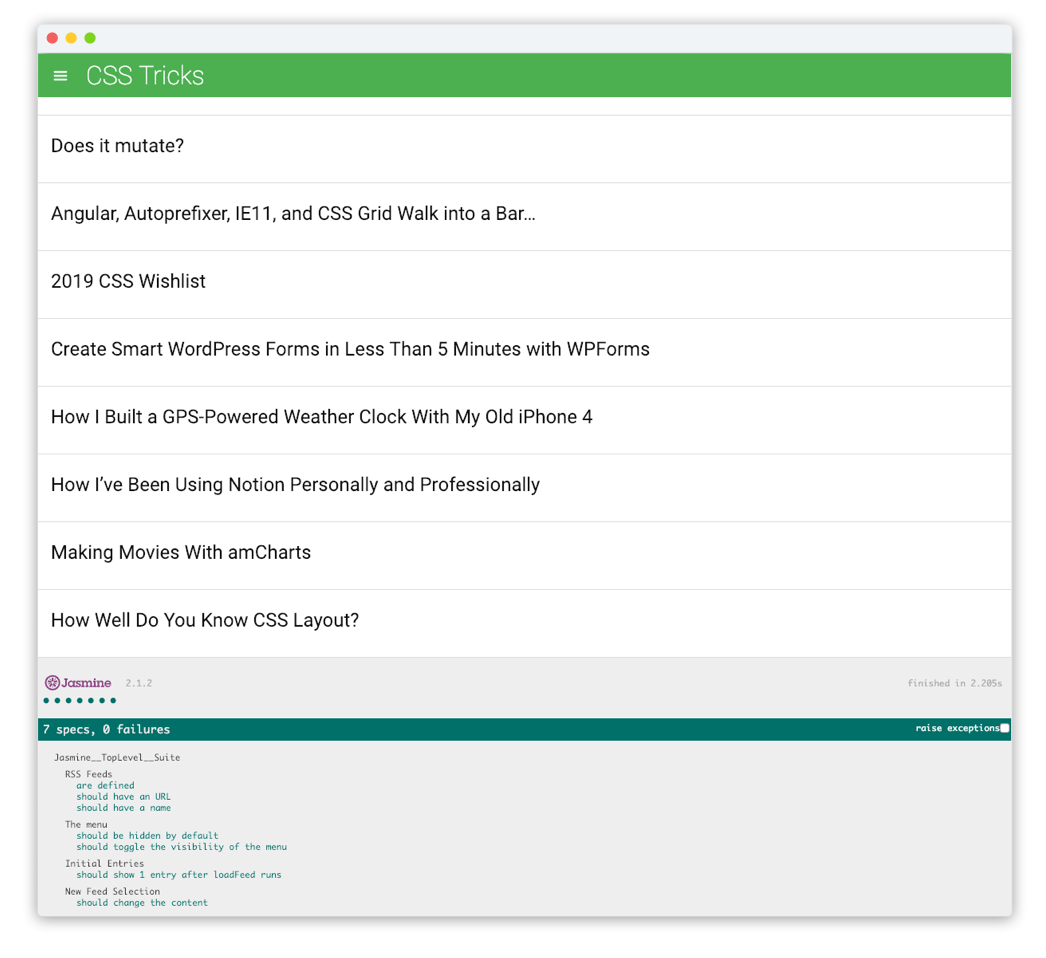 CSS Tricks
Does it mutate?
Angular, Autoprefixer, IE11, and CSS Grid Walk into a Bar...
2019 CSS Wishlist
Create Smart WordPress Forms in Less Than 5 Minutes with WPForms
How I Built a GPS-Powered Weather Clock With My Old iPhone 4
How I’ve Been Using Notion Personally and Professionally
Making Movies With amCharts
How Well Do You Know CSS Layout?
Jasmine 2.1.2 finished in 2.205s
7 specs, 0 failures raise exceptions
Jasmine__TopLevel__Suite
RSS Feeds
are defined
should have an URL
should have a name
The menu
should be hidden by default
should toggle the visibility of the menu
Initial Entries
should show 1 entry after loadFeed runs
New Feed Selection
should change the content